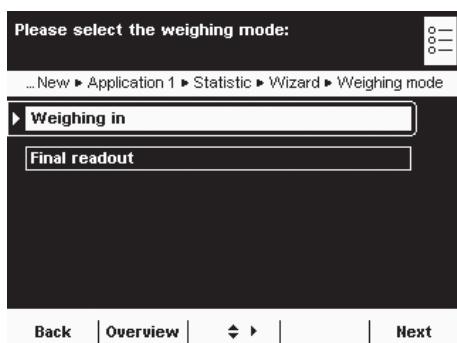 Please select the weighing mode:
... New ▸ Application 1 ▸ Statistic ▸ Wizard ▸ Weighing mode
Weighing in
Final readout
Back Overview Next